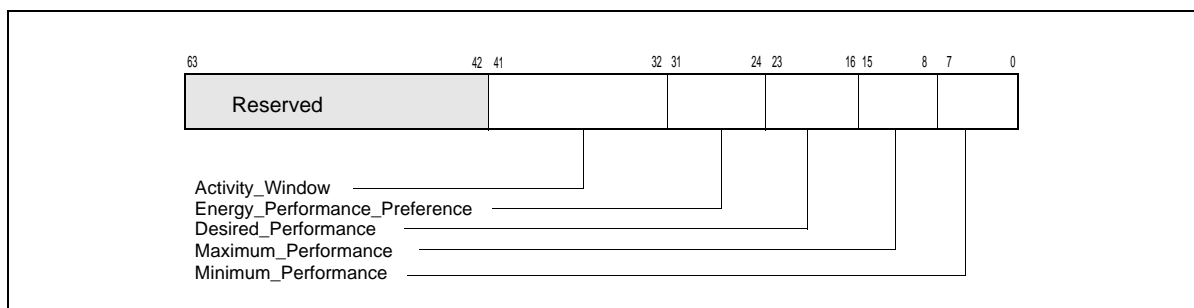 63 42 41 32 31 24 23 16 15 8 7 0
Reserved
Activity_Window
Energy_Performance_Preference
Desired_Performance
Maximum_Performance
Minimum_Performance